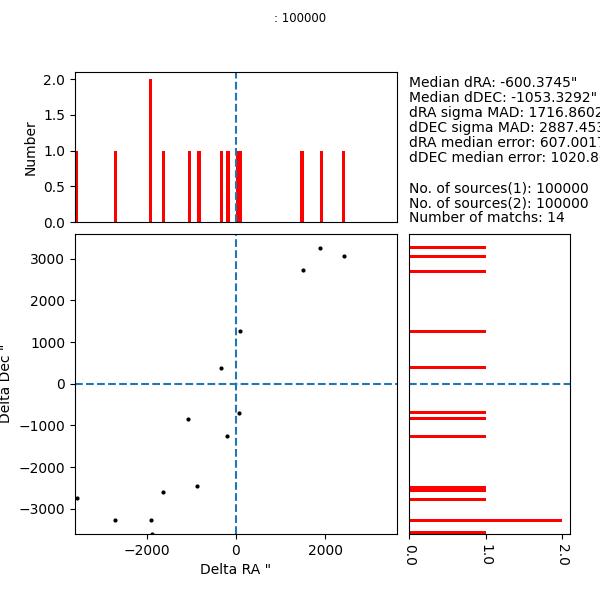 : 100000
Median dRA: -600.3745"
Median dDEC: -1053.3292"
dRA sigma MAD: 1716.8602
dDEC sigma MAD: 2887.453
dRA median error: 607.0017
dDEC median error: 1020.8
No. of sources(1): 100000
No. of sources(2): 100000
Number of matchs: 14
Number
2.0
1.5
1.0
0.5
0.0
Delta Dec "
3000
2000
1000
0
−1000
−2000
−3000
−2000 0 2000
Delta RA "
0.0 1.0 2.0